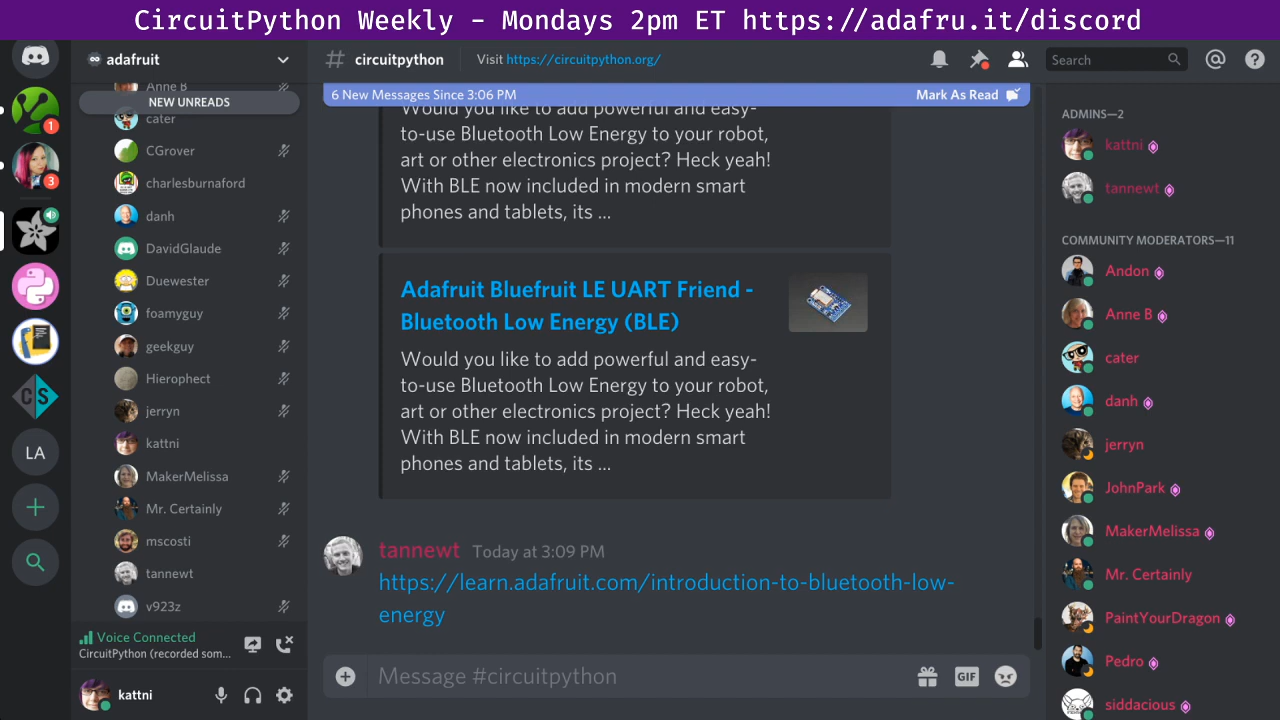 CircuitPython Weekly - Mondays 2pm ET https://adafru.it/discord
adafruit
# circuitpython
Visit https://circuitpython.org/
Search
Anne B
NEW UNREADS
cater
CGrover
charlesburnaford
danh
DavidGlaude
Duewester
foamyguy
geekguy
Hierophect
jerryn
kattni
MakerMelissa
Mr. Certainly
mscosti
tannewt
v923z
Voice Connected
CircuitPython (recorded som...
kattni
1
3
CS
LA
6 New Messages Since 3:06 PM
Mark As Read
Would you like to add powerful and easy-
to-use Bluetooth Low Energy to your robot,
art or other electronics project? Heck yeah!
With BLE now included in modern smart
phones and tablets, its ...
Adafruit Bluefruit LE UART Friend -
Bluetooth Low Energy (BLE)
Would you like to add powerful and easy-
to-use Bluetooth Low Energy to your robot,
art or other electronics project? Heck yeah!
With BLE now included in modern smart
phones and tablets, its ...
tannewt Today at 3:09 PM
https://learn.adafruit.com/introduction-to-bluetooth-low-
energy
Message #circuitpython
GIF
ADMINS—2
kattni
tannewt
COMMUNITY MODERATORS—11
Andon
Anne B
cater
danh
jerryn
JohnPark
MakerMelissa
Mr. Certainly
PaintYourDragon
Pedro
siddacious